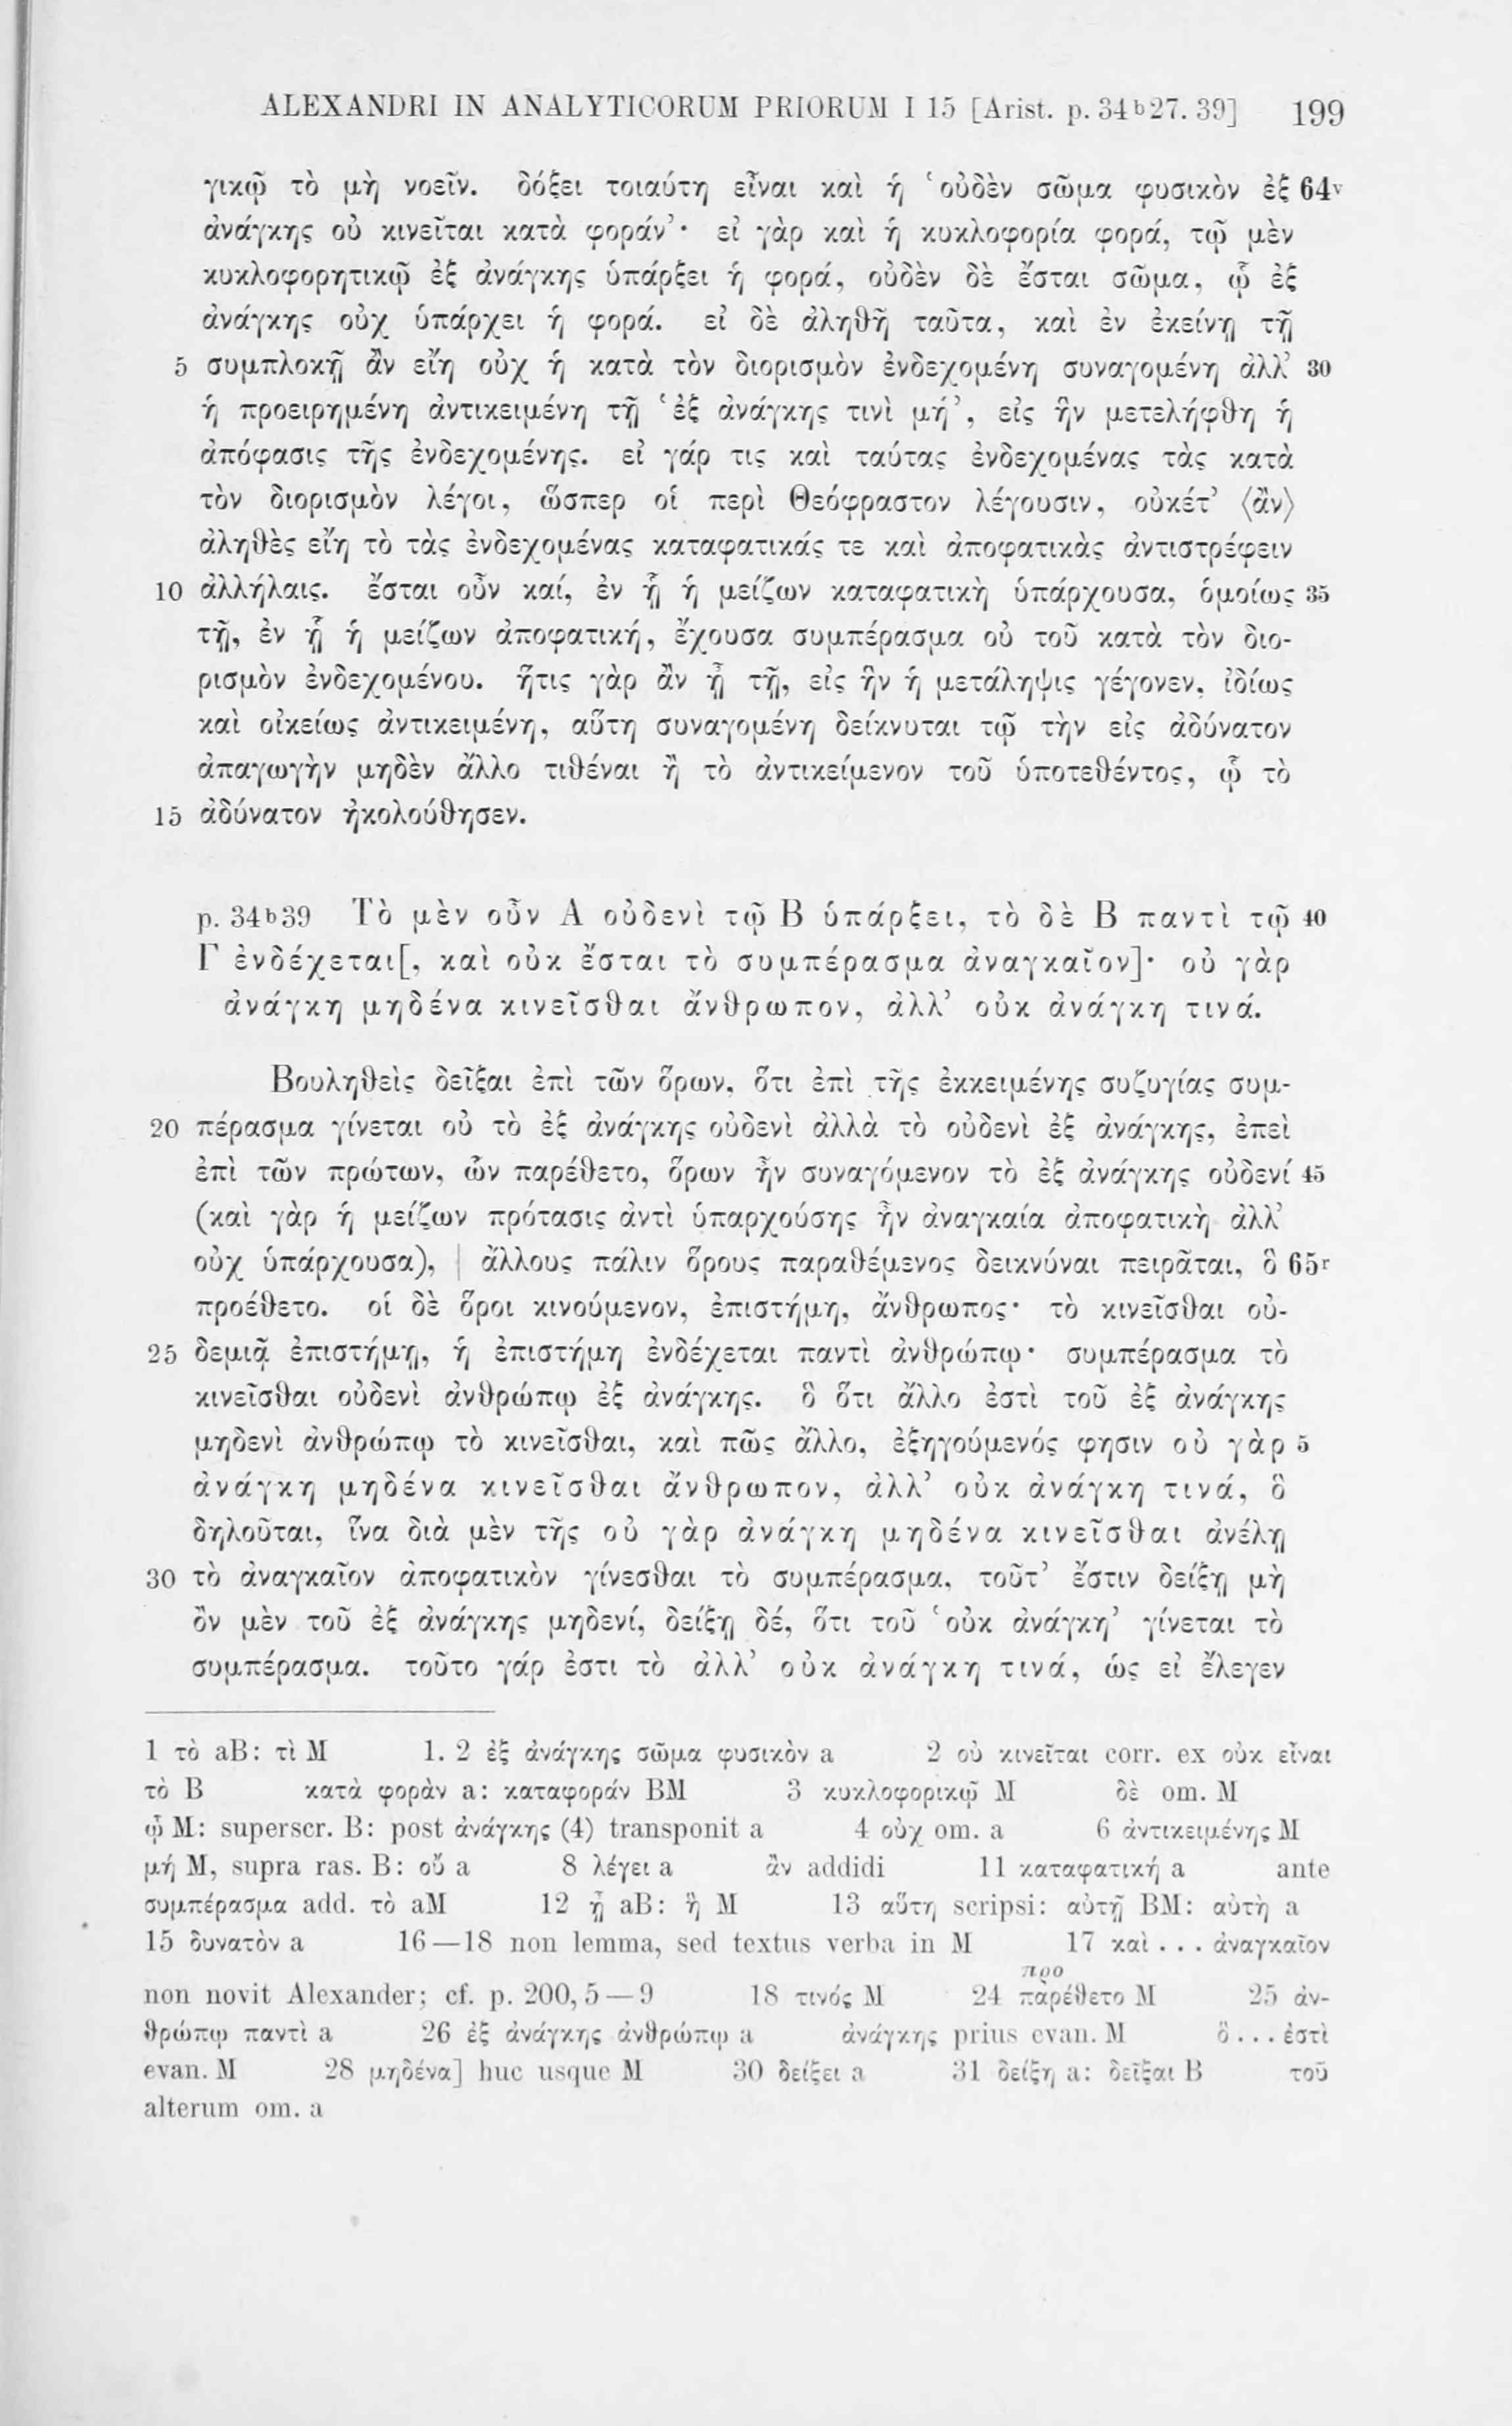 ALEXANDRI IN ANALYTICORUM PRIORUM I 15 [Arist. p. 34b27. 39] 199
γικῷ τὸ μὴ νοεῖν. δόξει τοιαύτη εἶναι καὶ ἡ ‘οὐδὲν σῶμα φυσικὸν ἐξ 64v
ἀνάγκης οὐ κινεῖται κατὰ φοράν’· εἰ γὰρ καὶ ἡ κυκλοφορία φορά, τῷ μὲν
κυκλοφορητικῷ ἐξ ἀνάγκης ὑπάρξει ἡ φορά, οὐδὲν δὲ ἔσται σῶμα, ᾧ ἐξ
ἀνάγκης οὐχ ὑπάρχει ἡ φορά. εἰ δὲ ἀληθῆ ταῦτα, καὶ ἐν ἐκείνῃ τῇ
5 συμπλοκῇ ἂν εἴη οὐχ ἡ κατὰ τὸν διορισμὸν ἐνδεχομένη συναγομένη ἀλλ’ 30
ἡ προειρημένη ἀντικειμένη τῇ ‘ἐξ ἀνάγκης τινὶ μή’, εἰς ἣν μετελήφθη ἡ
ἀπόφασις τῆς ἐνδεχομένης. εἰ γάρ τις καὶ ταύτας ἐνδεχομένας τὰς κατὰ
τὸν διορισμὸν λέγοι, ὥσπερ οἱ περὶ Θεόφραστον λέγουσιν, οὐκέτ’ ⟨ἂν⟩
ἀληθὲς εἴη τὸ τὰς ἐνδεχομένας καταφατικάς τε καὶ ἀποφατικὰς ἀντιστρέφειν
10 ἀλλήλαις. ἔσται οὖν καί, ἐν ᾗ ἡ μείζων καταφατικὴ ὑπάρχουσα, ὁμοίως 35
τῇ, ἐν ᾗ ἡ μείζων ἀποφατική, ἔχουσα συμπέρασμα οὐ τοῦ κατὰ τὸν διο-
ρισμὸν ἐνδεχομένου. ἥτις γὰρ ἂν ᾖ τῇ, εἰς ἣν ἡ μετάληψις γέγονεν, ἰδίως
καὶ οἰκείως ἀντικειμένη, αὕτη συναγομένη δείκνυται τῷ τὴν εἰς ἀδύνατον
ἀπαγωγὴν μηδὲν ἄλλο τιθέναι ἢ τὸ ἀντικείμενον τοῦ ὑποτεθέντος, ᾧ τὸ
15 ἀδύνατον ἠκολούθησεν.
p. 34b39 Τὸ μὲν οὖν Α οὐδενὶ τῷ Β ὑπάρξει, τὸ δὲ Β παντὶ τῷ 40
Γ ἐνδέχεται[, καὶ οὐκ ἔσται τὸ συμπέρασμα ἀναγκαῖον]· οὐ γὰρ
ἀνάγκη μηδένα κινεῖσθαι ἄνθρωπον, ἀλλ’ οὐκ ἀνάγκη τινά.
Βουληθεὶς δεῖξαι ἐπὶ τῶν ὅρων, ὅτι ἐπὶ τῆς ἐκκειμένης συζυγίας συμ-
20 πέρασμα γίνεται οὐ τὸ ἐξ ἀνάγκης οὐδενὶ ἀλλὰ τὸ οὐδενὶ ἐξ ἀνάγκης, ἐπεὶ
ἐπὶ τῶν πρώτων, ὧν παρέθετο, ὅρων ἦν συναγόμενον τὸ ἐξ ἀνάγκης οὐδενί 45
(καὶ γὰρ ἡ μείζων πρότασις ἀντὶ ὑπαρχούσης ἦν ἀναγκαία ἀποφατικὴ ἀλλ’
οὐχ ὑπάρχουσα), | ἄλλους πάλιν ὅρους παραθέμενος δεικνύναι πειρᾶται, ὃ 65r
προέθετο. οἱ δὲ ὅροι κινούμενον, ἐπιστήμη, ἄνθρωπος· τὸ κινεῖσθαι οὐ-
25 δεμιᾷ ἐπιστήμῃ, ἡ ἐπιστήμη ἐνδέχεται παντὶ ἀνθρώπῳ· συμπέρασμα τὸ
κινεῖσθαι οὐδενὶ ἀνθρώπῳ ἐξ ἀνάγκης. ὃ ὅτι ἄλλο ἐστὶ τοῦ ἐξ ἀνάγκης
μηδενὶ ἀνθρώπῳ τὸ κινεῖσθαι, καὶ πῶς ἄλλο, ἐξηγούμενός φησιν οὐ γὰρ 5
ἀνάγκη μηδένα κινεῖσθαι ἄνθρωπον, ἀλλ’ οὐκ ἀνάγκη τινά, ὃ
δηλοῦται, ἵνα διὰ μὲν τῆς οὐ γὰρ ἀνάγκη μηδένα κινεῖσθαι ἀνέλῃ
30 τὸ ἀναγκαῖον ἀποφατικὸν γίνεσθαι τὸ συμπέρασμα, τοῦτ’ ἔστιν δείξῃ μὴ
ὂν μὲν τοῦ ἐξ ἀνάγκης μηδενί, δείξῃ δέ, ὅτι τοῦ ‘οὐκ ἀνάγκη’ γίνεται τὸ
συμπέρασμα. τοῦτο γάρ ἐστι τὸ ἀλλ’ οὐκ ἀνάγκη τινά, ὡς εἰ ἔλεγεν
1 τὸ aB: τὶ M 1. 2 ἐξ ἀνάγκης σῶμα φυσικὸν a 2 οὐ κινεῖται corr. ex οὐκ εἶναι
τὸ B κατὰ φορὰν a: καταφοράν BM 3 κυκλοφορικῷ M δὲ om. M
ᾧ M: superscr. B: post ἀνάγκης (4) transponit a 4 οὐχ om. a 6 ἀντικειμένης M
μή M, supra ras. B: οὔ a 8 λέγει a ἂν addidi 11 καταφατική a ante
συμπέρασμα add. τὸ aM 12 ᾖ aB: ἢ M 13 αὕτη scripsi: αὐτῇ BM: αὐτὴ a
15 δυνατὸν a 16—18 non lemma, sed textus verba in M 17 καὶ . . . ἀναγκαῖον
προ
non novit Alexander; cf. p. 200,5—9 18 τινός M 24 παρέθετο M 25 ἀν-
θρώπῳ παντὶ a 26 ἐξ ἀνάγκης ἀνθρώπῳ a ἀνάγκης prius evan. M ὃ . . . ἐστὶ
evan. M 28 μηδένα] huc usque M 30 δείξει a 31 δείξῃ a: δεῖξαι B τοῦ
alterum om. a